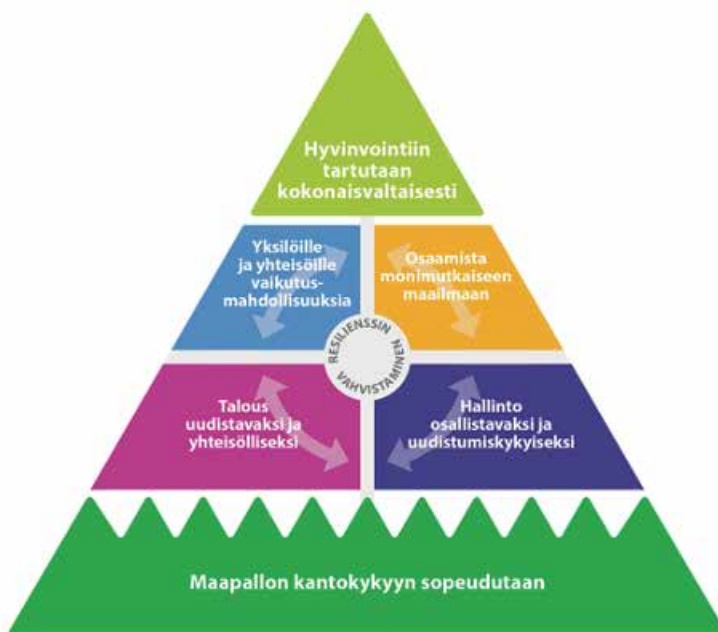 Hyvinvointiin
tartutaan
kokonaisvaltaisesti
Yksilöille
ja yhteisöille
vaikutus-
mahdollisuuksia
Osaamista
monimutkaiseen
maailmaan
RESILIENSSIN
VAHVISTAMINEN
Talous
uudistavaksi ja
yhteisölliseksi
Hallinto
osallistavaksi ja
uudistumiskykyiseksi
Maapallon kantokykyyn sopeudutaan